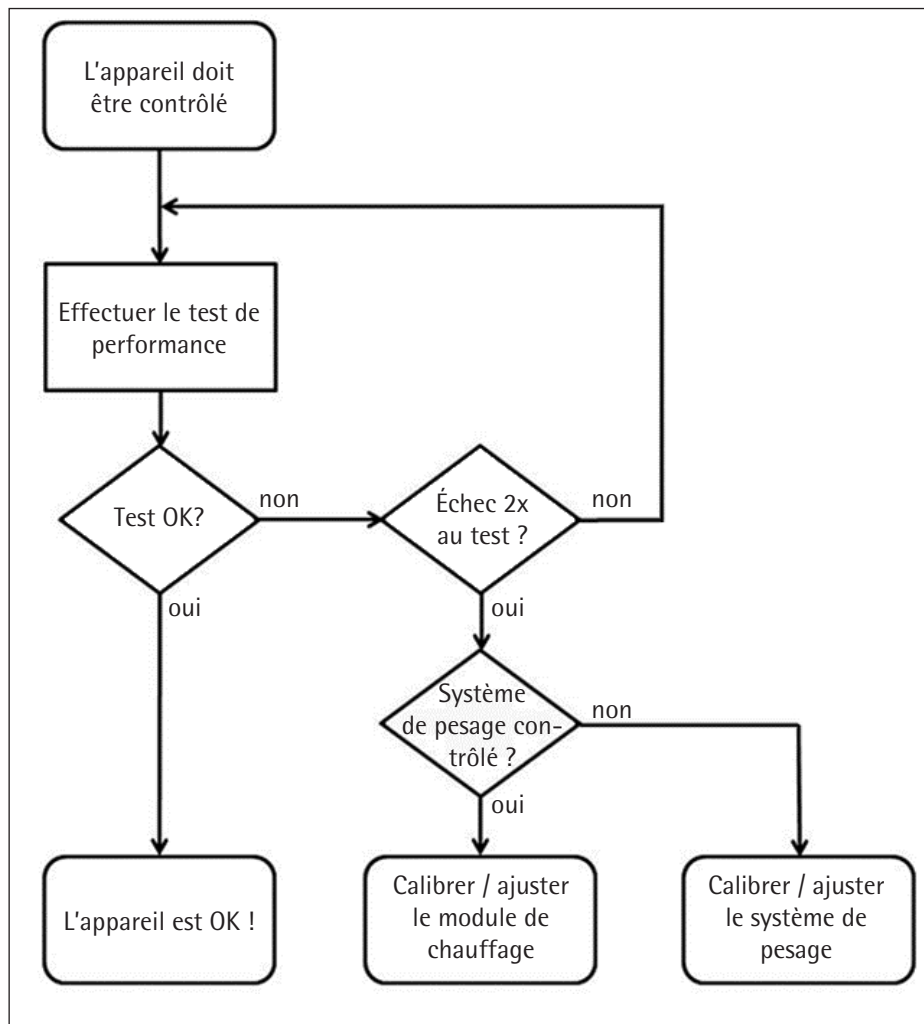 L'appareil doit
être contrôlé
Effectuer le test de
performance
Test OK?
non
Échec 2x
au test ?
non
oui
oui
Système
de pesage con-
trôlé ?
non
oui
L'appareil est OK !
Calibrer / ajuster
le module de
chauffage
Calibrer / ajuster
le système de
pesage